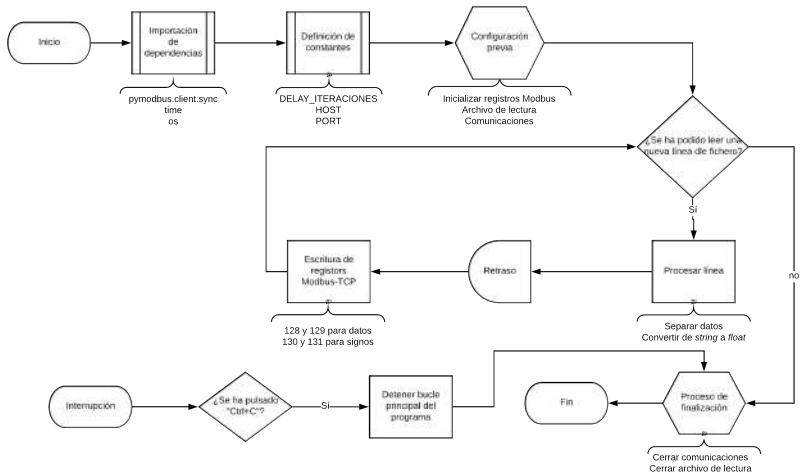 Inicio
Importación
de
dependencias
Definición de
constantes
Configuración
previa
pymodbus.client.sync
time
os
DELAY_ITERACIONES
HOST
PORT
Inicializar registros Modbus
Archivo de lectura
Comunicaciones
¿Se ha podido leer una
nueva línea dle fichero?
Sí
no
Escritura de
registors
Modbus-TCP
Retraso
Procesar línea
128 y 129 para datos
130 y 131 para signos
Separar datos
Convertir de string a float
Interrupción
¿Se ha pulsado
"Ctrl+C"?
Sí
Detener bucle
principal del
programa
Fin
Proceso de
finalización
Cerrar comunicaciones
Cerrar archivo de lectura